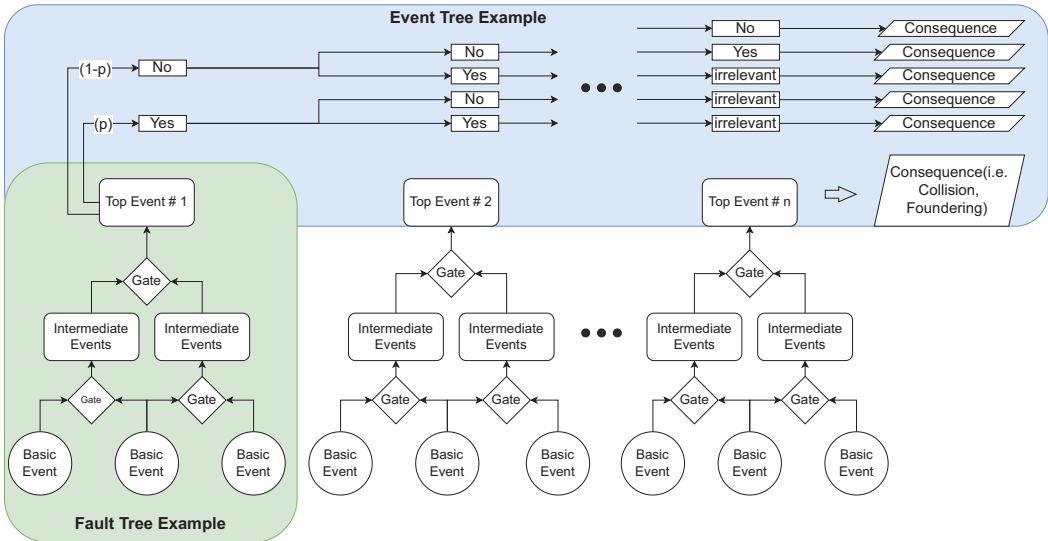 Event Tree Example
No
Consequence
No
Yes
Consequence
(1-p)
No
Yes
irrelevant
Consequence
No
irrelevant
Consequence
(p)
Yes
Yes
irrelevant
Consequence
Top Event # 1
Top Event # 2
Top Event # n
Consequence(i.e.
Collision,
Foundering)
Gate
Gate
Gate
Intermediate
Events
Intermediate
Events
Intermediate
Events
Intermediate
Events
Intermediate
Events
Intermediate
Events
Gate
Gate
Gate
Gate
Gate
Gate
Basic
Event
Basic
Event
Basic
Event
Basic
Event
Basic
Event
Basic
Event
Basic
Event
Basic
Event
Basic
Event
Fault Tree Example